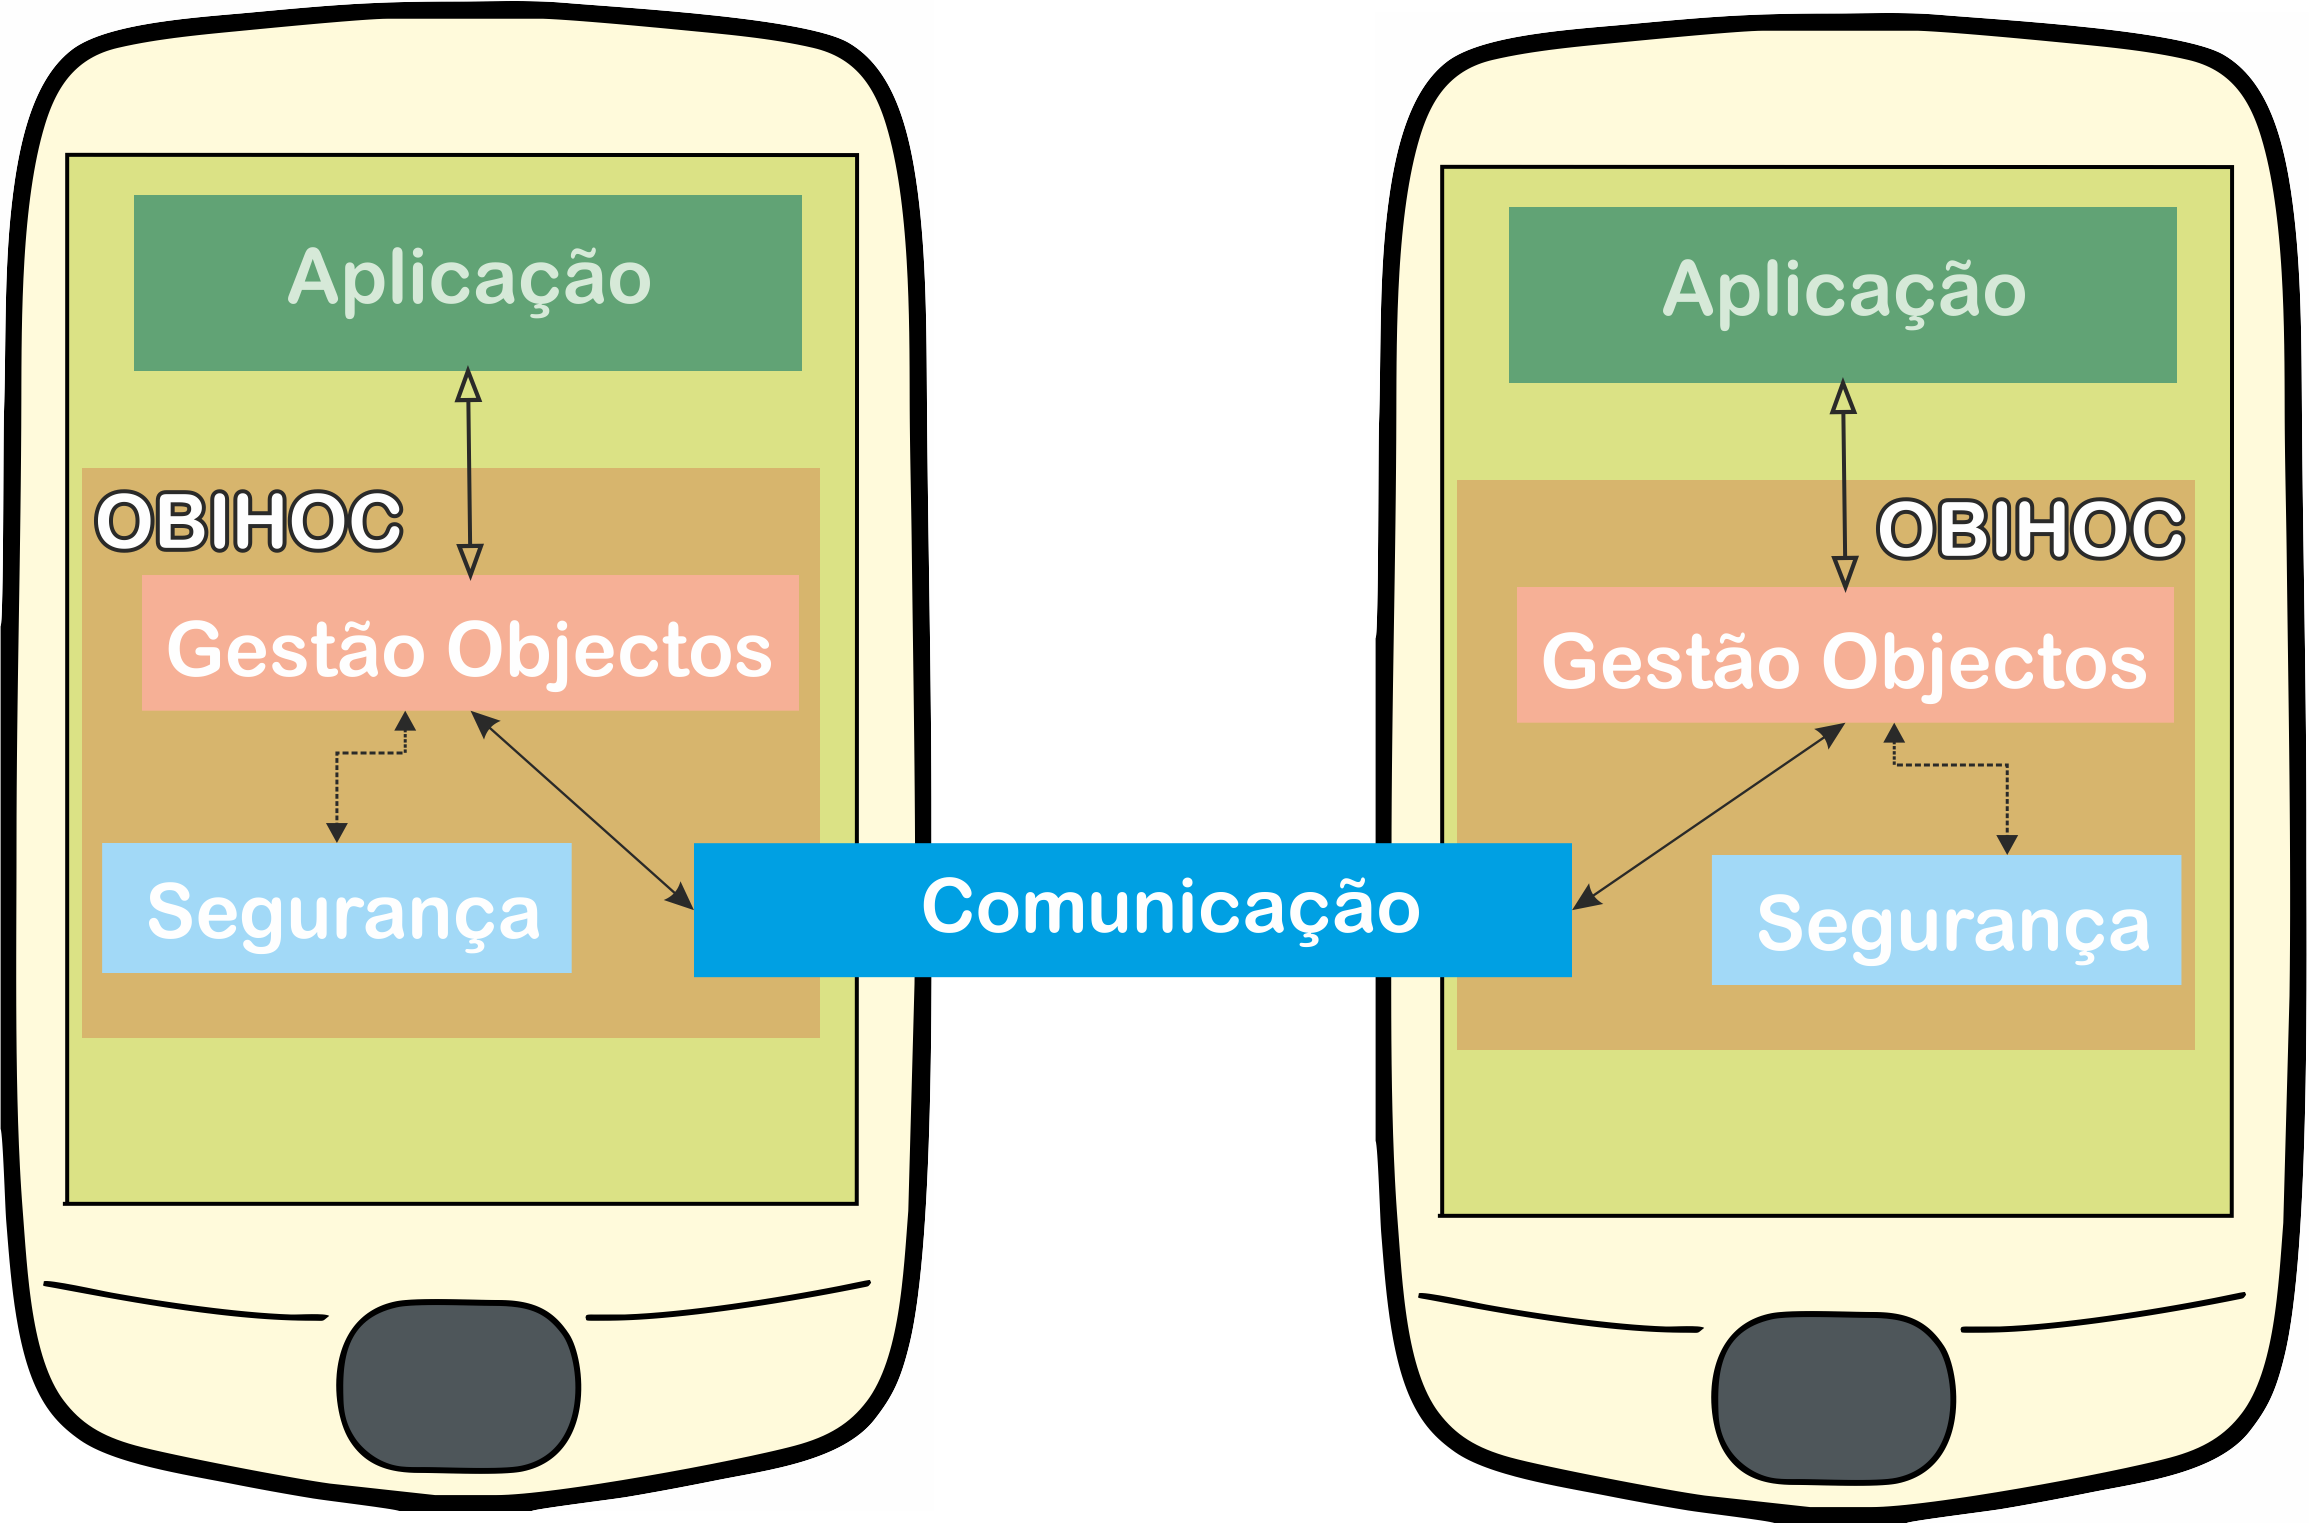 Aplicação
OBIHOC
Gestão Objectos
Segurança
Comunicação
Aplicação
OBIHOC
Gestão Objectos
Segurança